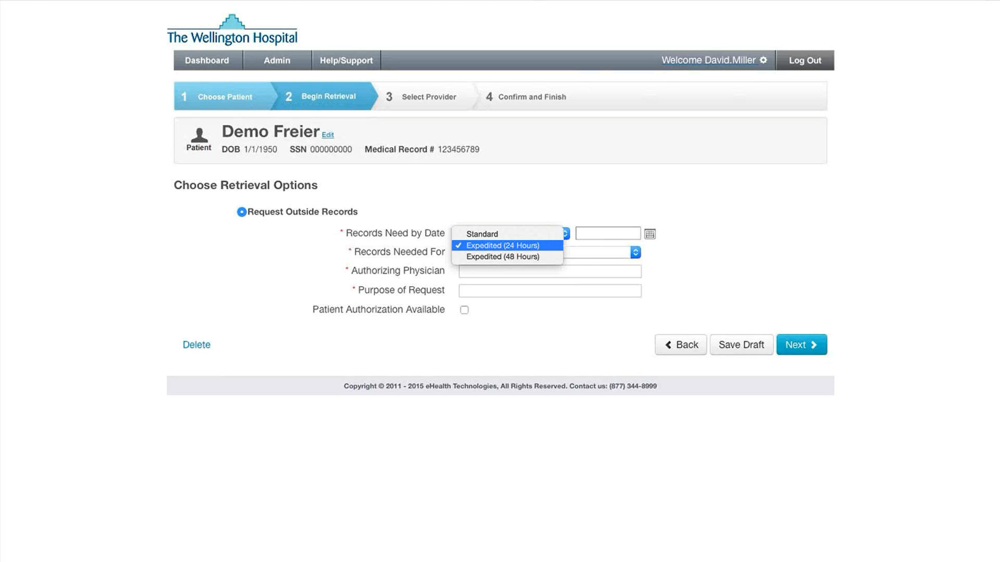 The Wellington Hospital
Dashboard Admin Help/Support Welcome David.Miller Log Out
1 Choose Patient 2 Begin Retrieval 3 Select Provider 4 Confirm and Finish
Demo Freier Edit
Patient
DOB 1/1/1950 SSN 000000000 Medical Record # 123456789
Choose Retrieval Options
Request Outside Records
* Records Need by Date
Standard
✓ Expedited (24 Hours)
Expedited (48 Hours)
* Records Needed For
* Authorizing Physician
* Purpose of Request
Patient Authorization Available
Delete Back Save Draft Next
Copyright © 2011 - 2015 eHealth Technologies, All Rights Reserved. Contact us: (877) 344-8999